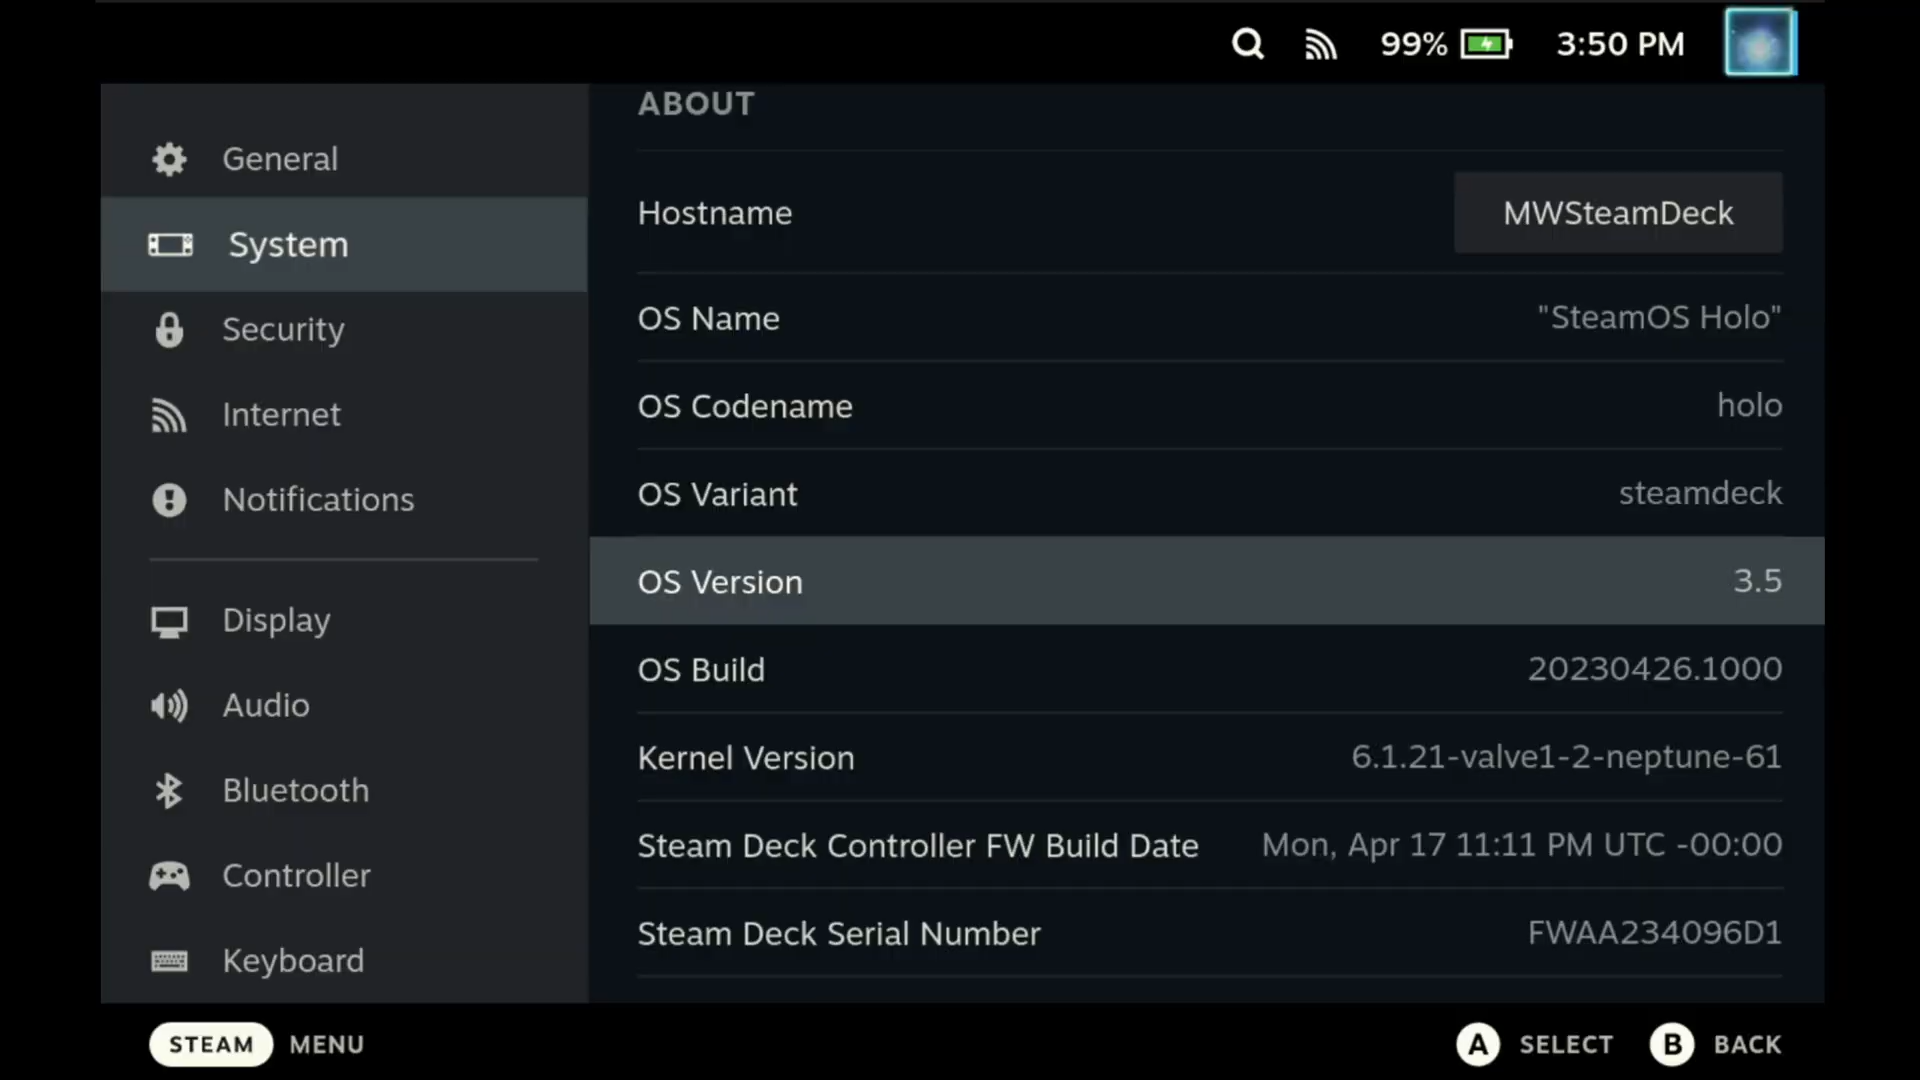 99% 3:50 PM
General
System
Security
Internet
Notifications
Display
Audio
Bluetooth
Controller
Keyboard
ABOUT
Hostname MWSteamDeck
OS Name "SteamOS Holo"
OS Codename holo
OS Variant steamdeck
OS Version 3.5
OS Build 20230426.1000
Kernel Version 6.1.21-valve1-2-neptune-61
Steam Deck Controller FW Build Date Mon, Apr 17 11:11 PM UTC -00:00
Steam Deck Serial Number FWAA234096D1
STEAM MENU A SELECT B BACK